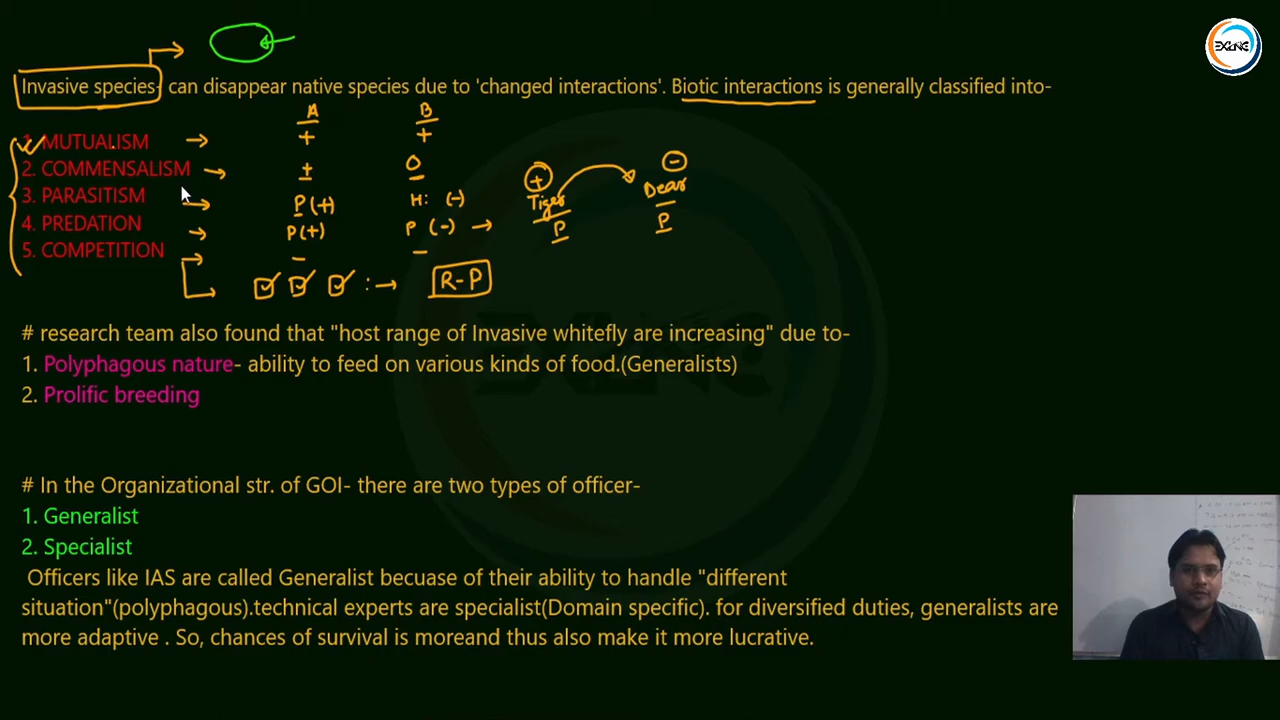 EXLNC
Invasive species- can disappear native species due to 'changed interactions'. Biotic interactions is generally classified into-
A B
1. MUTUALISM → + +
2. COMMENSALISM → + 0
3. PARASITISM → P (+) H: (-)
4. PREDATION → P (+) P (-) →
+ Tiger P
- Dear P
5. COMPETITION - -
: → R-P
# research team also found that "host range of Invasive whitefly are increasing" due to-
1. Polyphagous nature- ability to feed on various kinds of food.(Generalists)
2. Prolific breeding
# In the Organizational str. of GOI- there are two types of officer-
1. Generalist
2. Specialist
Officers like IAS are called Generalist becuase of their ability to handle "different
situation"(polyphagous).technical experts are specialist(Domain specific). for diversified duties, generalists are
more adaptive . So, chances of survival is moreand thus also make it more lucrative.